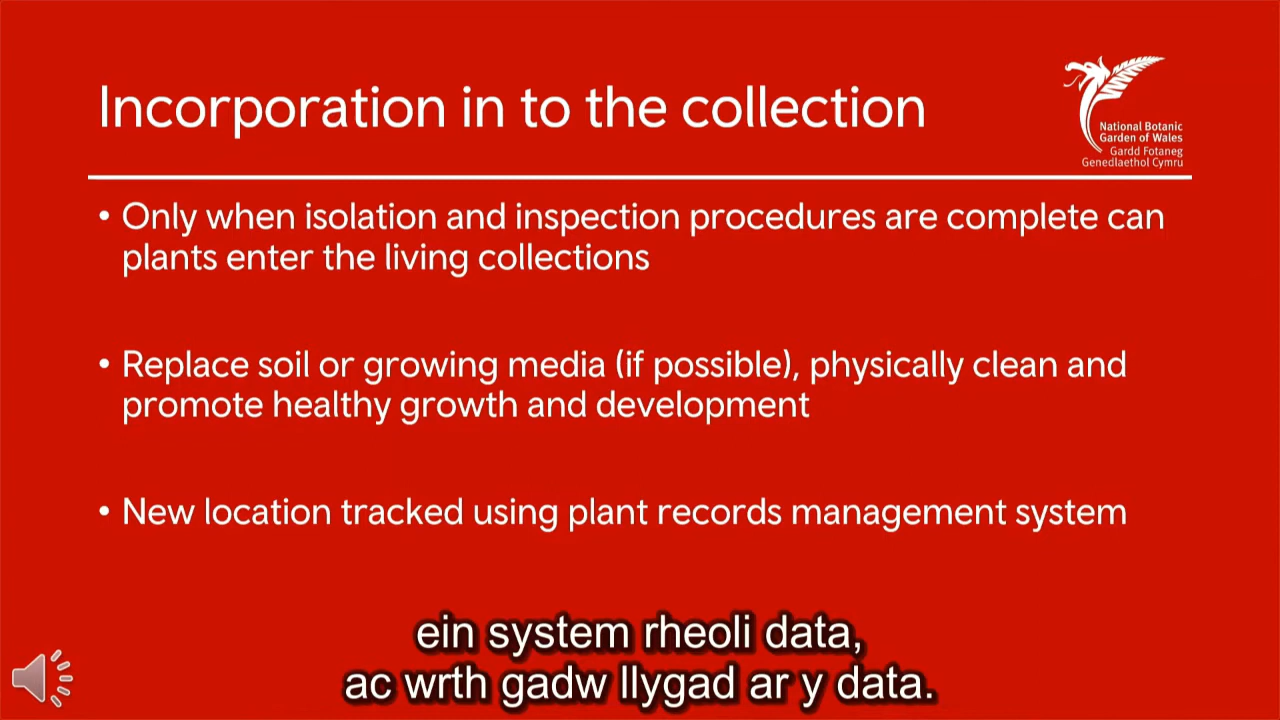 Incorporation in to the collection
National Botanic
Garden of Wales
Gardd Fotaneg
Genedlaethol Cymru
• Only when isolation and inspection procedures are complete can
plants enter the living collections
• Replace soil or growing media (if possible), physically clean and
promote healthy growth and development
• New location tracked using plant records management system
ein system rheoli data,
ac wrth gadw llygad ar y data.